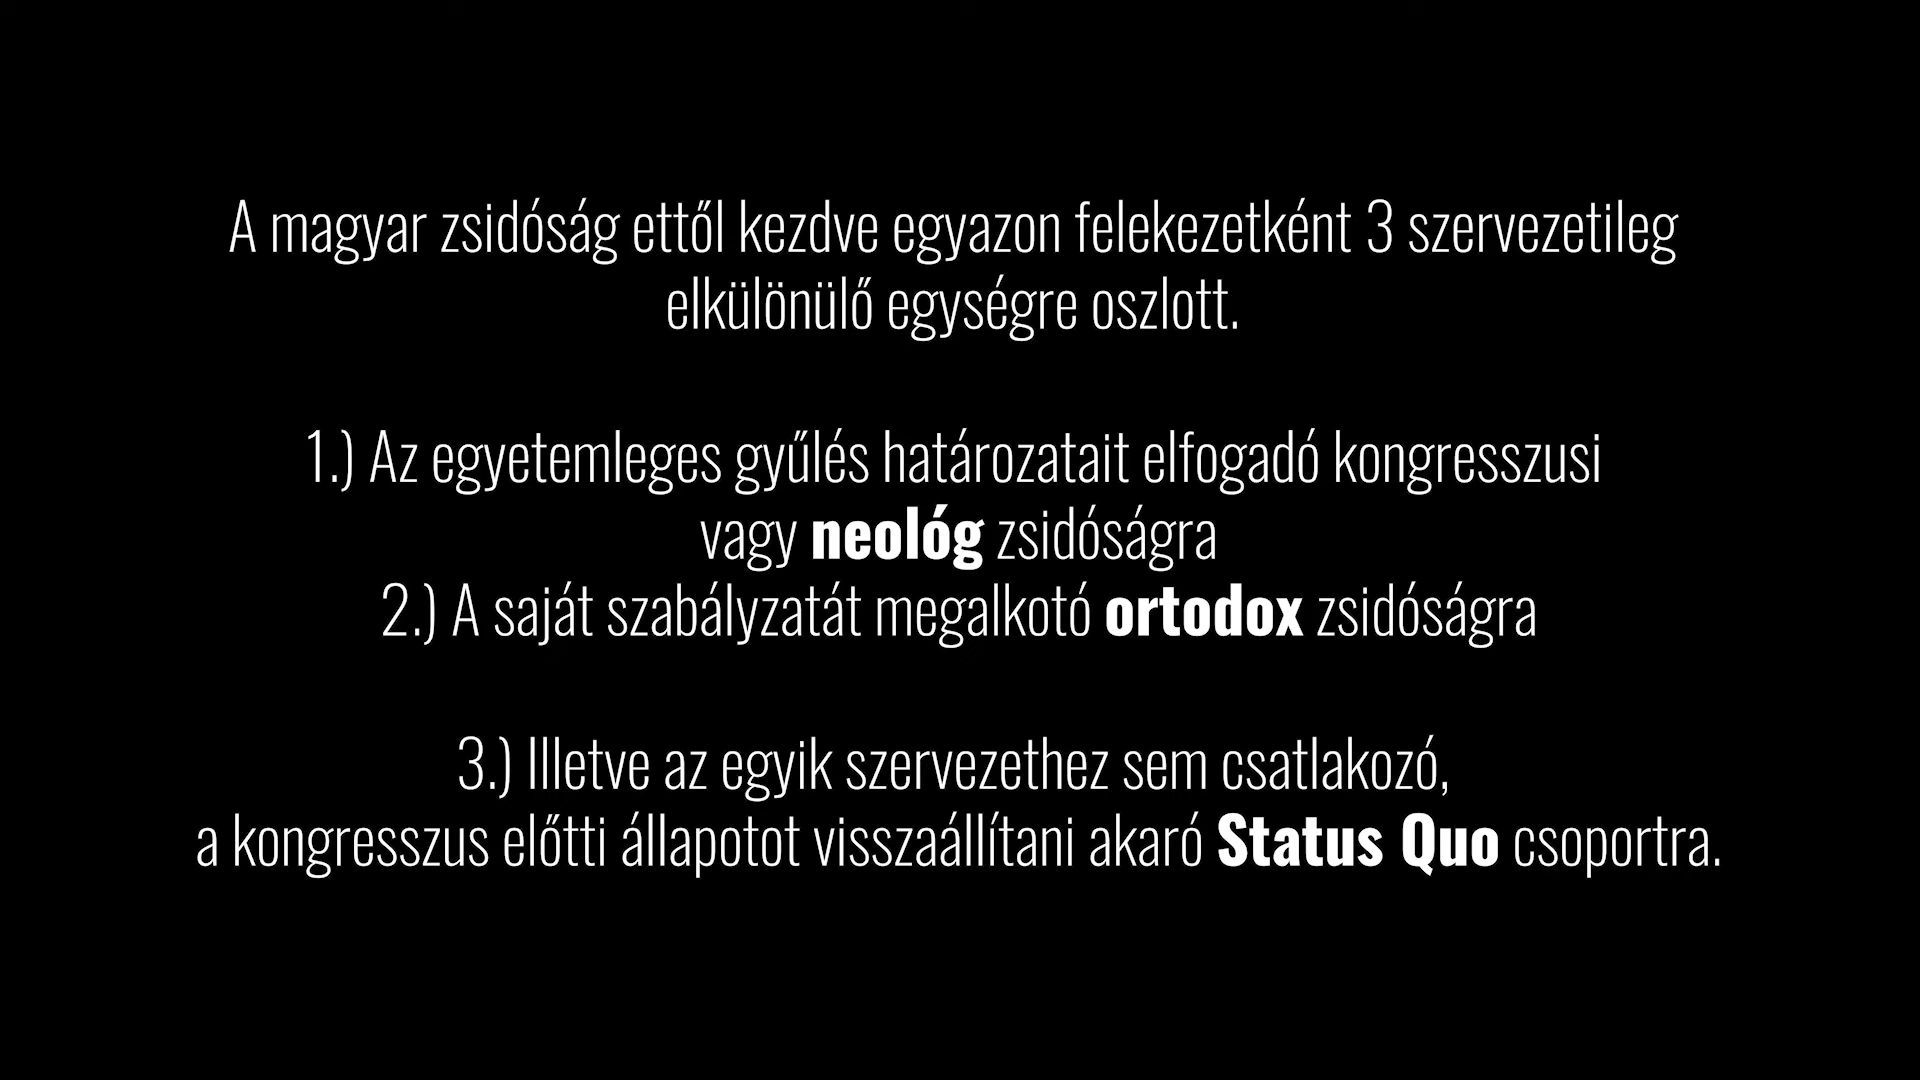 A magyar zsidóság ettől kezdve egyazon felekezetként 3 szervezetileg
elkülönülő egységre oszlott.
1.) Az egyetemleges gyűlés határozatait elfogadó kongresszusi
vagy neológ zsidóságra
2.) A saját szabályzatát megalkotó ortodox zsidóságra
3.) Illetve az egyik szervezethez sem csatlakozó,
a kongresszus előtti állapotot visszaállítani akaró Status Quo csoportra.